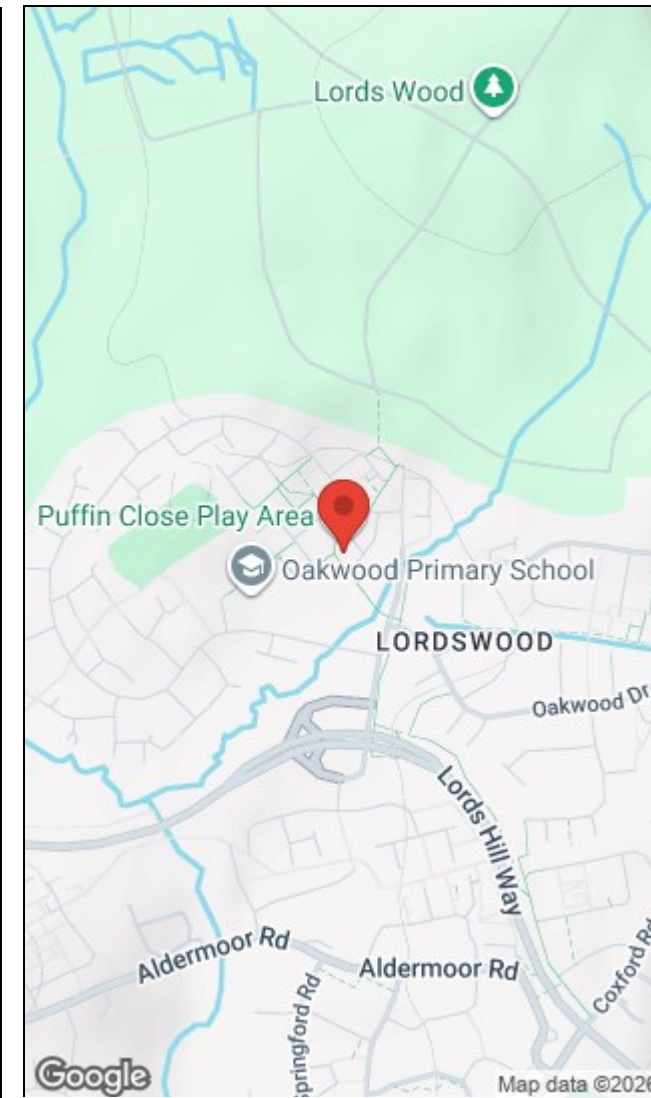 Lords Wood
Puffin Close Play Area
Oakwood Primary School
LORDSWOOD
Oakwood Dr
Lords Hill Way
Aldermoor Rd
Aldermoor Rd
Springford Rd
Coxford Rd
Google
Map data ©2026